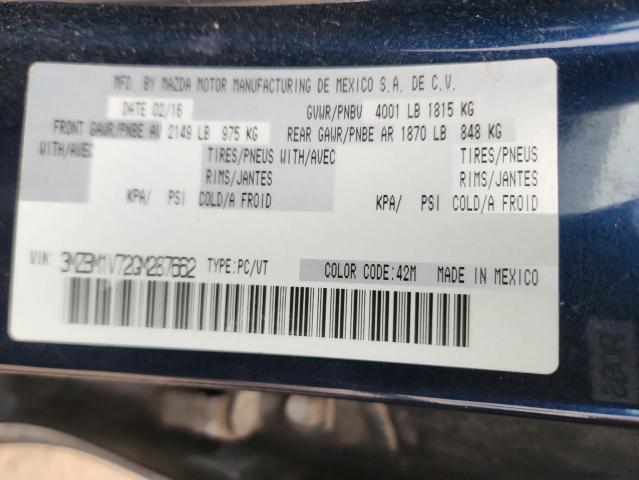 MFD. BY MAZDA MOTOR MANUFACTURING DE MEXICO S.A. DE C.V.
DATE 02/16 GVWR/PNBV 4001 LB 1815 KG
FRONT GAWR/PNBE AV 2149 LB 975 KG REAR GAWR/PNBE AR 1870 LB 848 KG
WITH/AVEC TIRES/PNEUS WITH/AVEC TIRES/PNEUS
RIMS/JANTES RIMS/JANTES
KPA/ PSI COLD/A FROID KPA/ PSI COLD/A FROID
VIN: 3MZBM1V72GM287662 TYPE:PC/VT COLOR CODE:42M MADE IN MEXICO